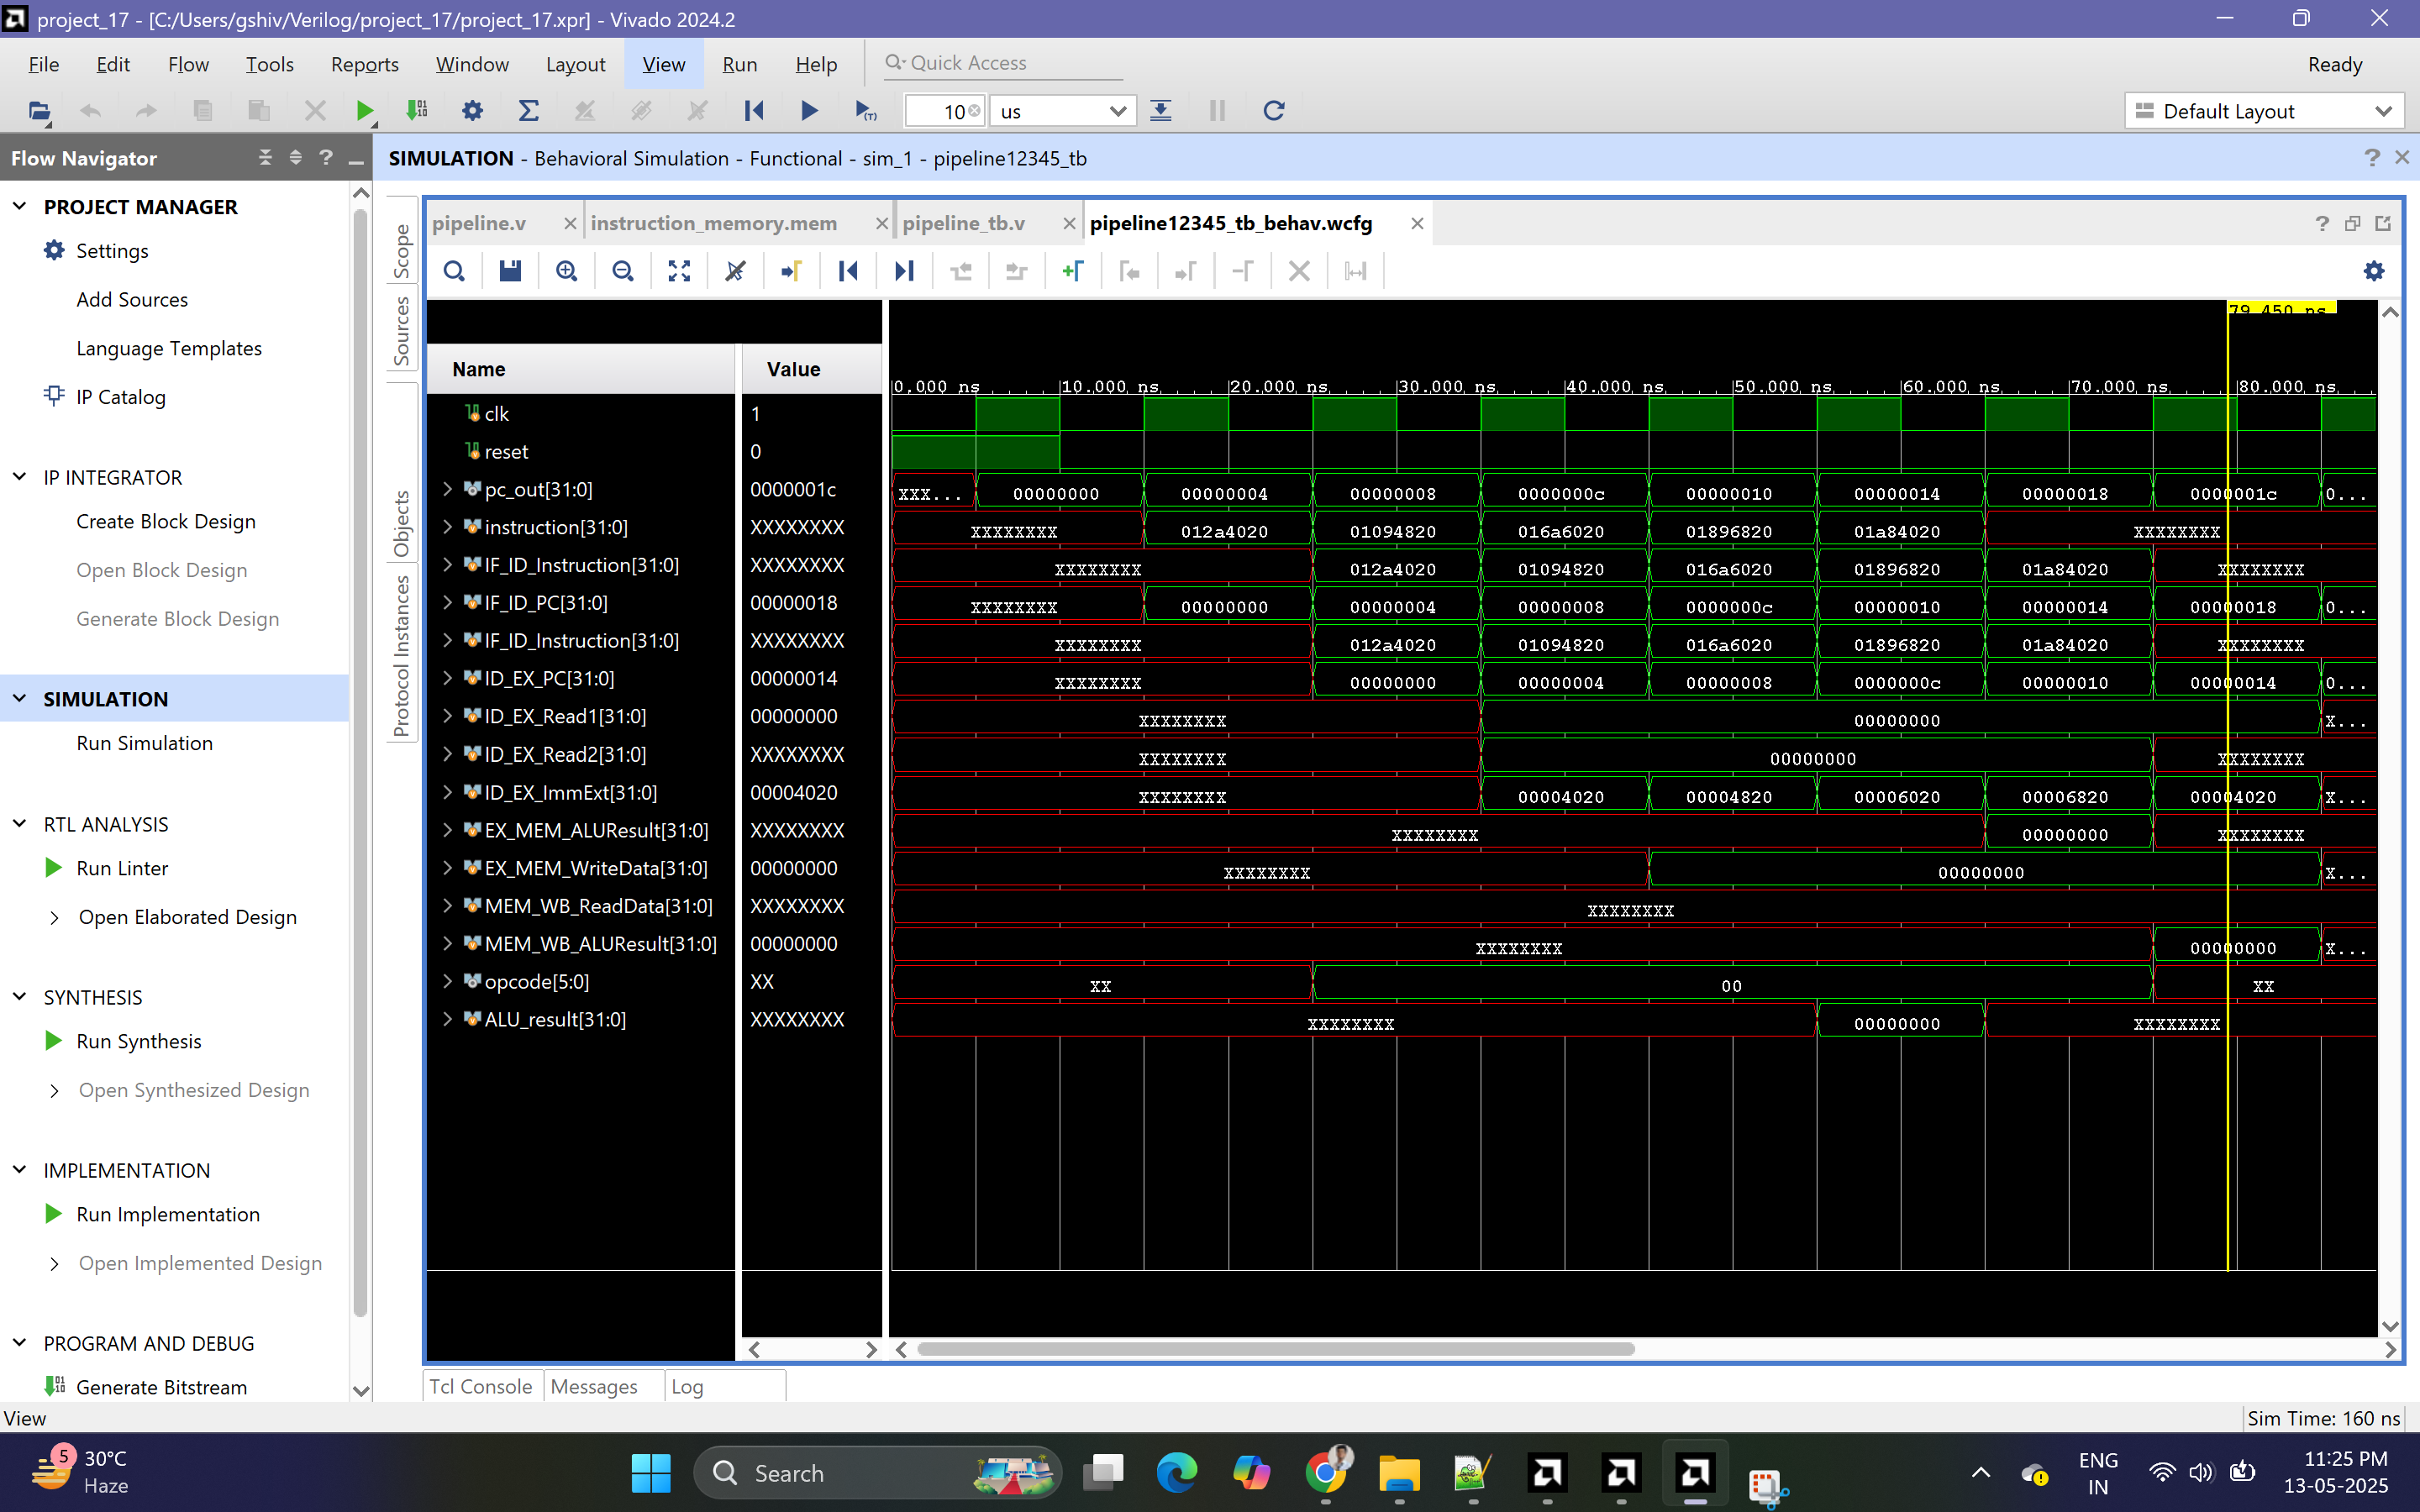 project_17 - [C:/Users/gshiv/Verilog/project_17/project_17.xpr] - Vivado 2024.2
File Edit Flow Tools Reports Window Layout View Run Help Quick Access Ready
10 us Default Layout
Flow Navigator ? SIMULATION - Behavioral Simulation - Functional - sim_1 - pipeline12345_tb ?
PROJECT MANAGER
Settings
Add Sources
Language Templates
IP Catalog
IP INTEGRATOR
Create Block Design
Open Block Design
Generate Block Design
SIMULATION
Run Simulation
RTL ANALYSIS
Run Linter
Open Elaborated Design
SYNTHESIS
Run Synthesis
Open Synthesized Design
IMPLEMENTATION
Run Implementation
Open Implemented Design
PROGRAM AND DEBUG
Generate Bitstream
Scope
Sources
Objects
Protocol Instances
pipeline.v instruction_memory.mem pipeline_tb.v pipeline12345_tb_behav.wcfg ?
79.450 ns
Name Value 0.000 ns 10.000 ns 20.000 ns 30.000 ns 40.000 ns 50.000 ns 60.000 ns 70.000 ns 80.000 ns
clk 1
reset 0
pc_out[31:0] 0000001c XXX... 00000000 00000004 00000008 0000000c 00000010 00000014 00000018 0000001c 0...
instruction[31:0] XXXXXXXX XXXXXXXX 012a4020 01094820 016a6020 01896820 01a84020 XXXXXXXX
IF_ID_Instruction[31:0] XXXXXXXX XXXXXXXX 012a4020 01094820 016a6020 01896820 01a84020 XXXXXXXX
IF_ID_PC[31:0] 00000018 XXXXXXXX 00000000 00000004 00000008 0000000c 00000010 00000014 00000018 0...
IF_ID_Instruction[31:0] XXXXXXXX XXXXXXXX 012a4020 01094820 016a6020 01896820 01a84020 XXXXXXXX
ID_EX_PC[31:0] 00000014 XXXXXXXX 00000000 00000004 00000008 0000000c 00000010 00000014 0...
ID_EX_Read1[31:0] 00000000 XXXXXXXX 00000000 X...
ID_EX_Read2[31:0] XXXXXXXX XXXXXXXX 00000000 XXXXXXXX
ID_EX_ImmExt[31:0] 00004020 XXXXXXXX 00004020 00004820 00006020 00006820 00004020 X...
EX_MEM_ALUResult[31:0] XXXXXXXX XXXXXXXX 00000000 XXXXXXXX
EX_MEM_WriteData[31:0] 00000000 XXXXXXXX 00000000 X...
MEM_WB_ReadData[31:0] XXXXXXXX XXXXXXXX
MEM_WB_ALUResult[31:0] 00000000 XXXXXXXX 00000000 X...
opcode[5:0] XX XX 00 XX
ALU_result[31:0] XXXXXXXX XXXXXXXX 00000000 XXXXXXXX
Tcl Console Messages Log
View Sim Time: 160 ns
5 30°C
Haze
Search
ENG
IN
11:25 PM
13-05-2025